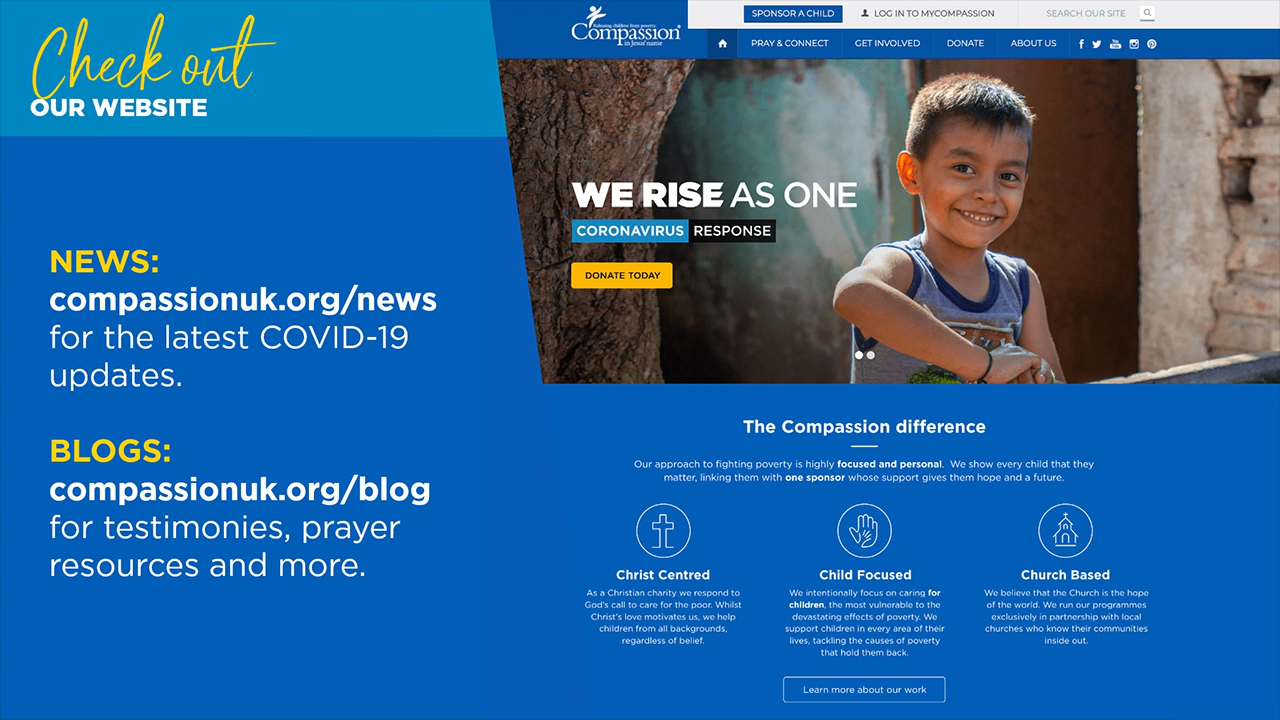 Check out
OUR WEBSITE
NEWS:
compassionuk.org/news
for the latest COVID-19
updates.
BLOGS:
compassionuk.org/blog
for testimonies, prayer
resources and more.
Releasing children from poverty
Compassion®
in Jesus' name
SPONSOR A CHILD
LOG IN TO MYCOMPASSION
SEARCH OUR SITE
PRAY & CONNECT
GET INVOLVED
DONATE
ABOUT US
WE RISE AS ONE
CORONAVIRUS RESPONSE
DONATE TODAY
The Compassion difference
Our approach to fighting poverty is highly focused and personal. We show every child that they
matter, linking them with one sponsor whose support gives them hope and a future.
Christ Centred
As a Christian charity we respond to
God's call to care for the poor. Whilst
Christ's love motivates us, we help
children from all backgrounds,
regardless of belief.
Child Focused
We intentionally focus on caring for
children, the most vulnerable to the
devastating effects of poverty. We
support children in every area of their
lives, tackling the causes of poverty
that hold them back.
Church Based
We believe that the Church is the hope
of the world. We run our programmes
exclusively in partnership with local
churches who know their communities
inside out.
Learn more about our work